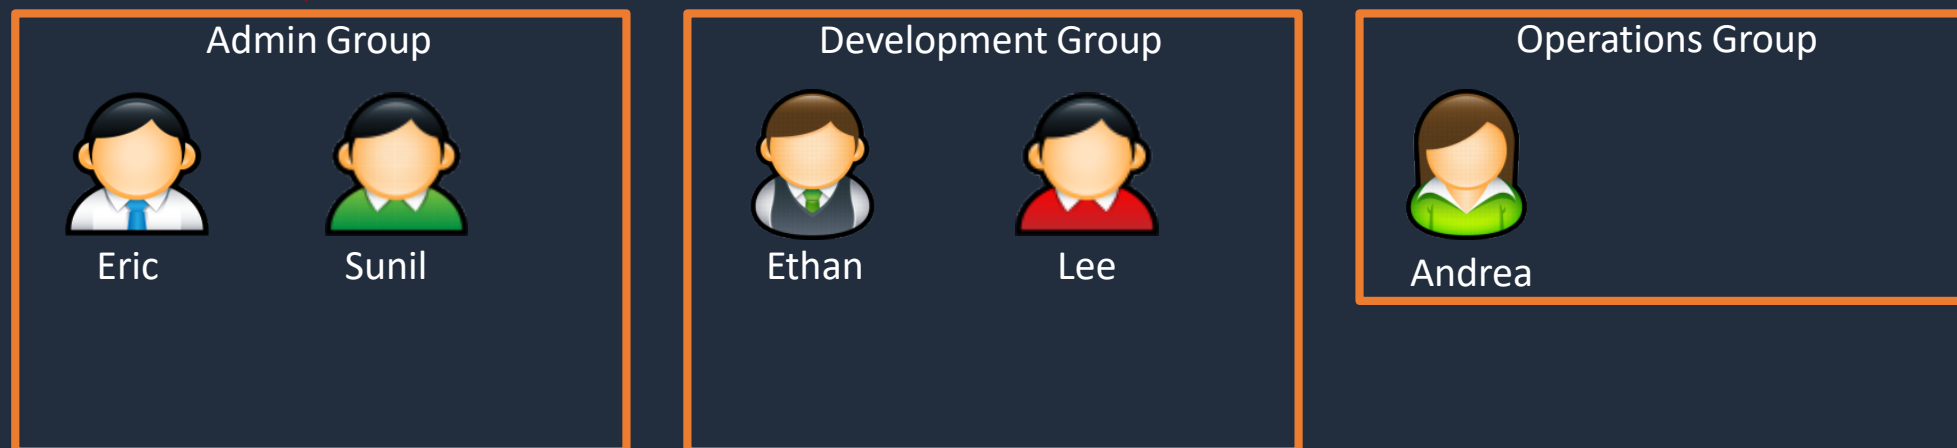 Admin Group
Eric
Sunil
Development Group
Ethan
Lee
Operations Group
Andrea